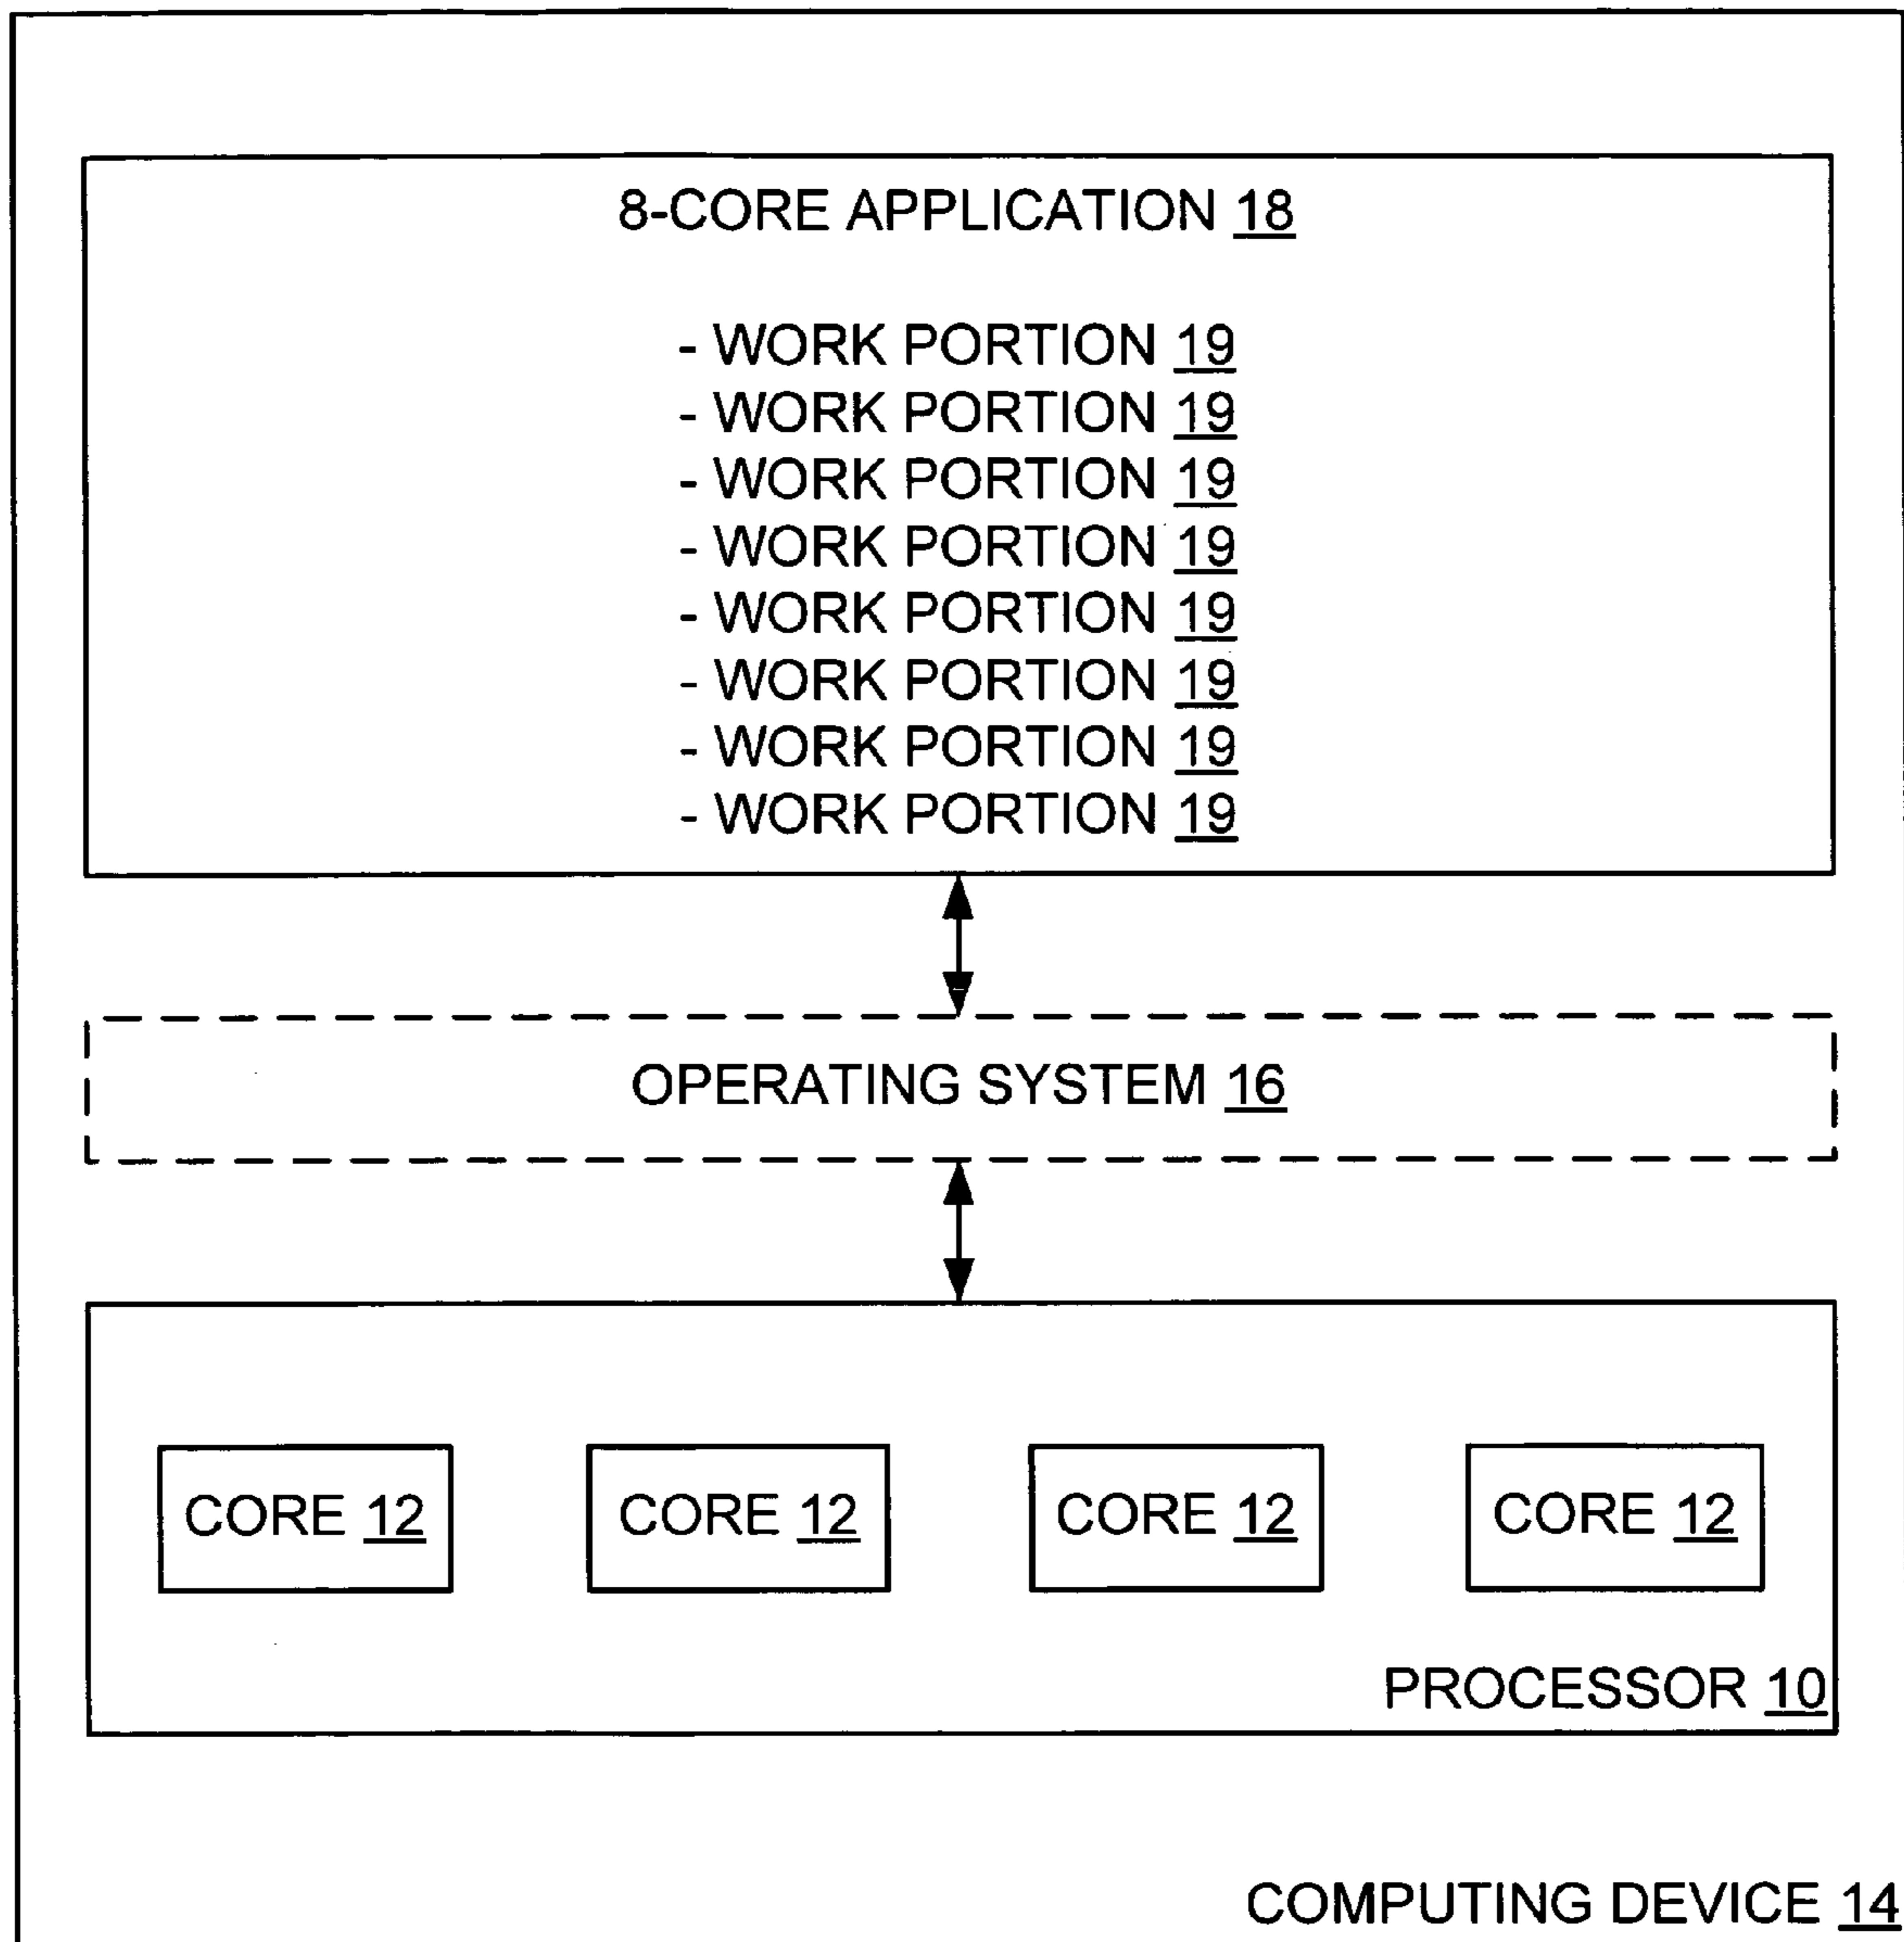 8-CORE APPLICATION 18
- WORK PORTION 19
- WORK PORTION 19
- WORK PORTION 19
- WORK PORTION 19
- WORK PORTION 19
- WORK PORTION 19
- WORK PORTION 19
- WORK PORTION 19
OPERATING SYSTEM 16
CORE 12 CORE 12 CORE 12 CORE 12
PROCESSOR 10
COMPUTING DEVICE 14